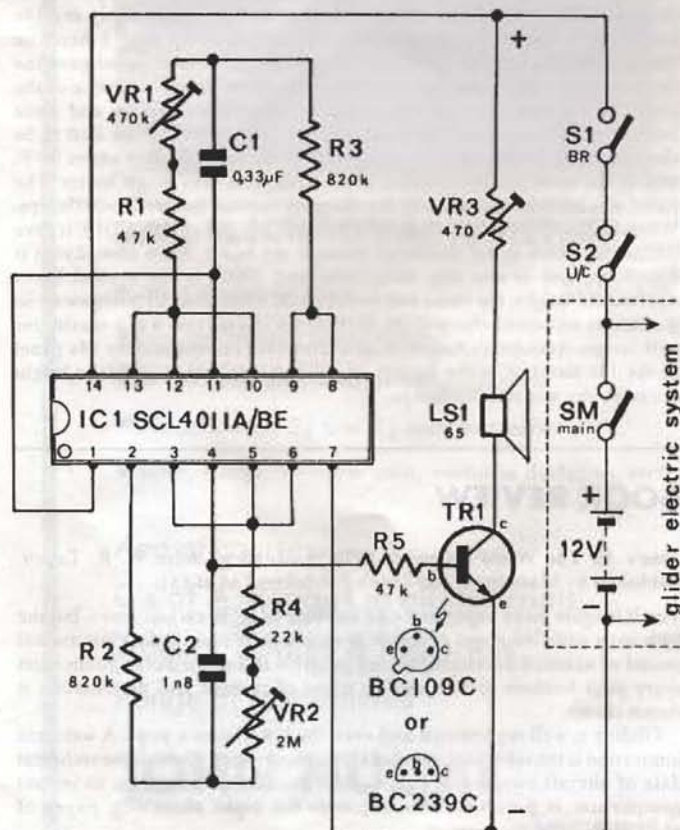 +
VR1
470k
C1
0,33µF
R3
820k
R1
47k
VR3
470
S1
BR
S2
U/C
14 13 12 11 10 9 8
IC1 SCL4011A/BE
1 2 3 4 5 6 7
LS1
65
SM
main
+
12V
-
glider electric system
TR1
c
b
e
R5
47k
R4
22k
R2
820k
C2
1n8
VR2
2M
b
e c
BC109C
or
b
e c
BC239C
-